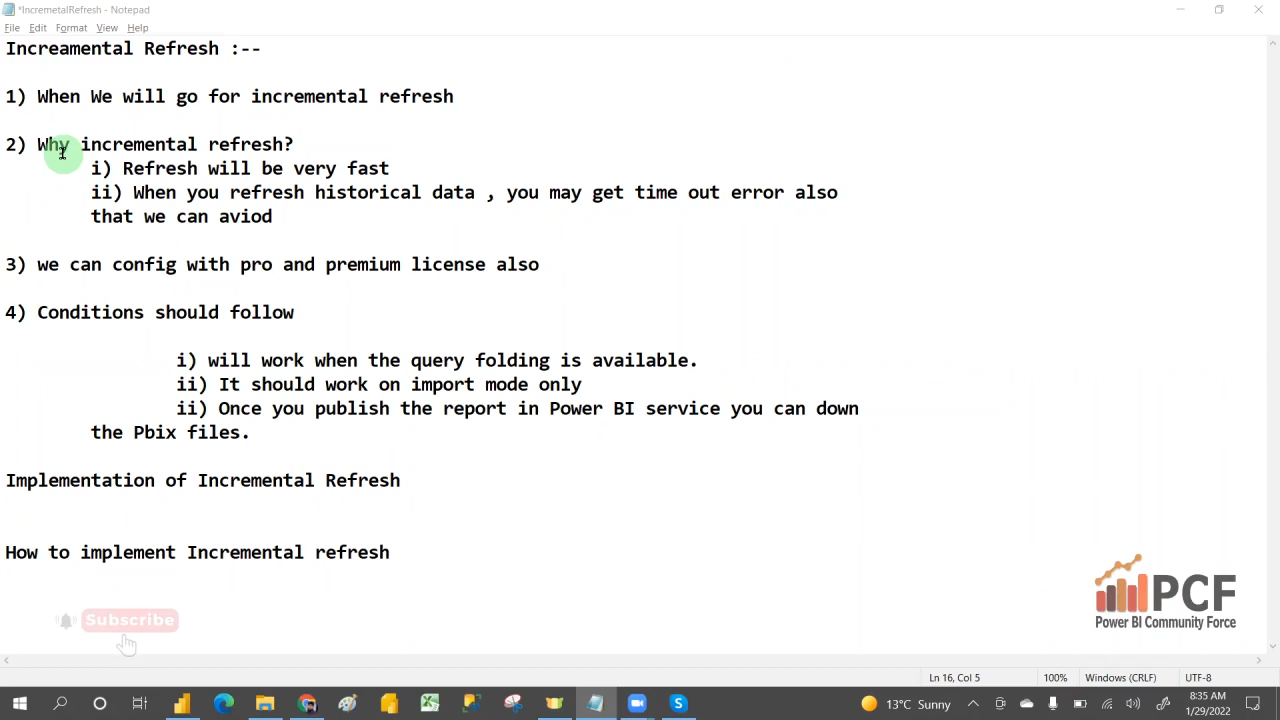 *IncremetalRefresh - Notepad
File Edit Format View Help
Increamental Refresh :--
1) When We will go for incremental refresh
2) Why incremental refresh?
i) Refresh will be very fast
ii) When you refresh historical data , you may get time out error also
that we can aviod
3) we can config with pro and premium license also
4) Conditions should follow
i) will work when the query folding is available.
ii) It should work on import mode only
ii) Once you publish the report in Power BI service you can down
the Pbix files.
Implementation of Incremental Refresh
How to implement Incremental refresh
PCF
Power BI Community Force
Subscribe
Ln 16, Col 5 100% Windows (CRLF) UTF-8
13°C Sunny
8:35 AM
1/29/2022